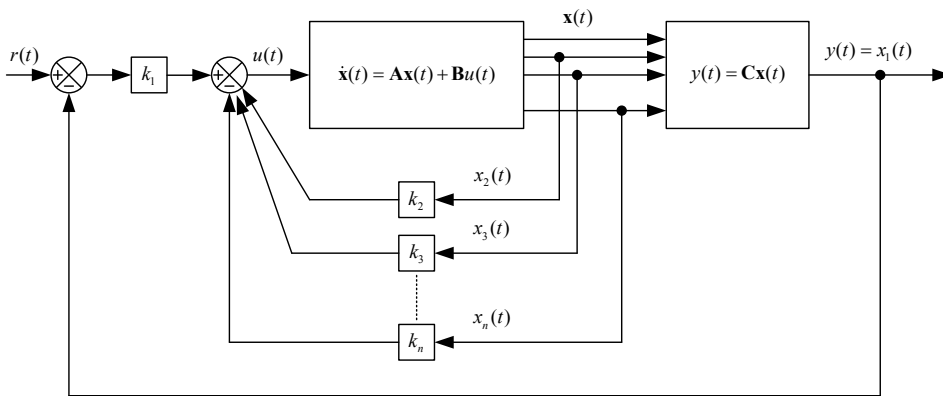 r(t)
+
−
k₁
+
−
u(t)
ẋ(t) = Ax(t) + Bu(t)
x(t)
y(t) = Cx(t)
y(t) = x₁(t)
k₂
x₂(t)
k₃
x₃(t)
kₙ
xₙ(t)